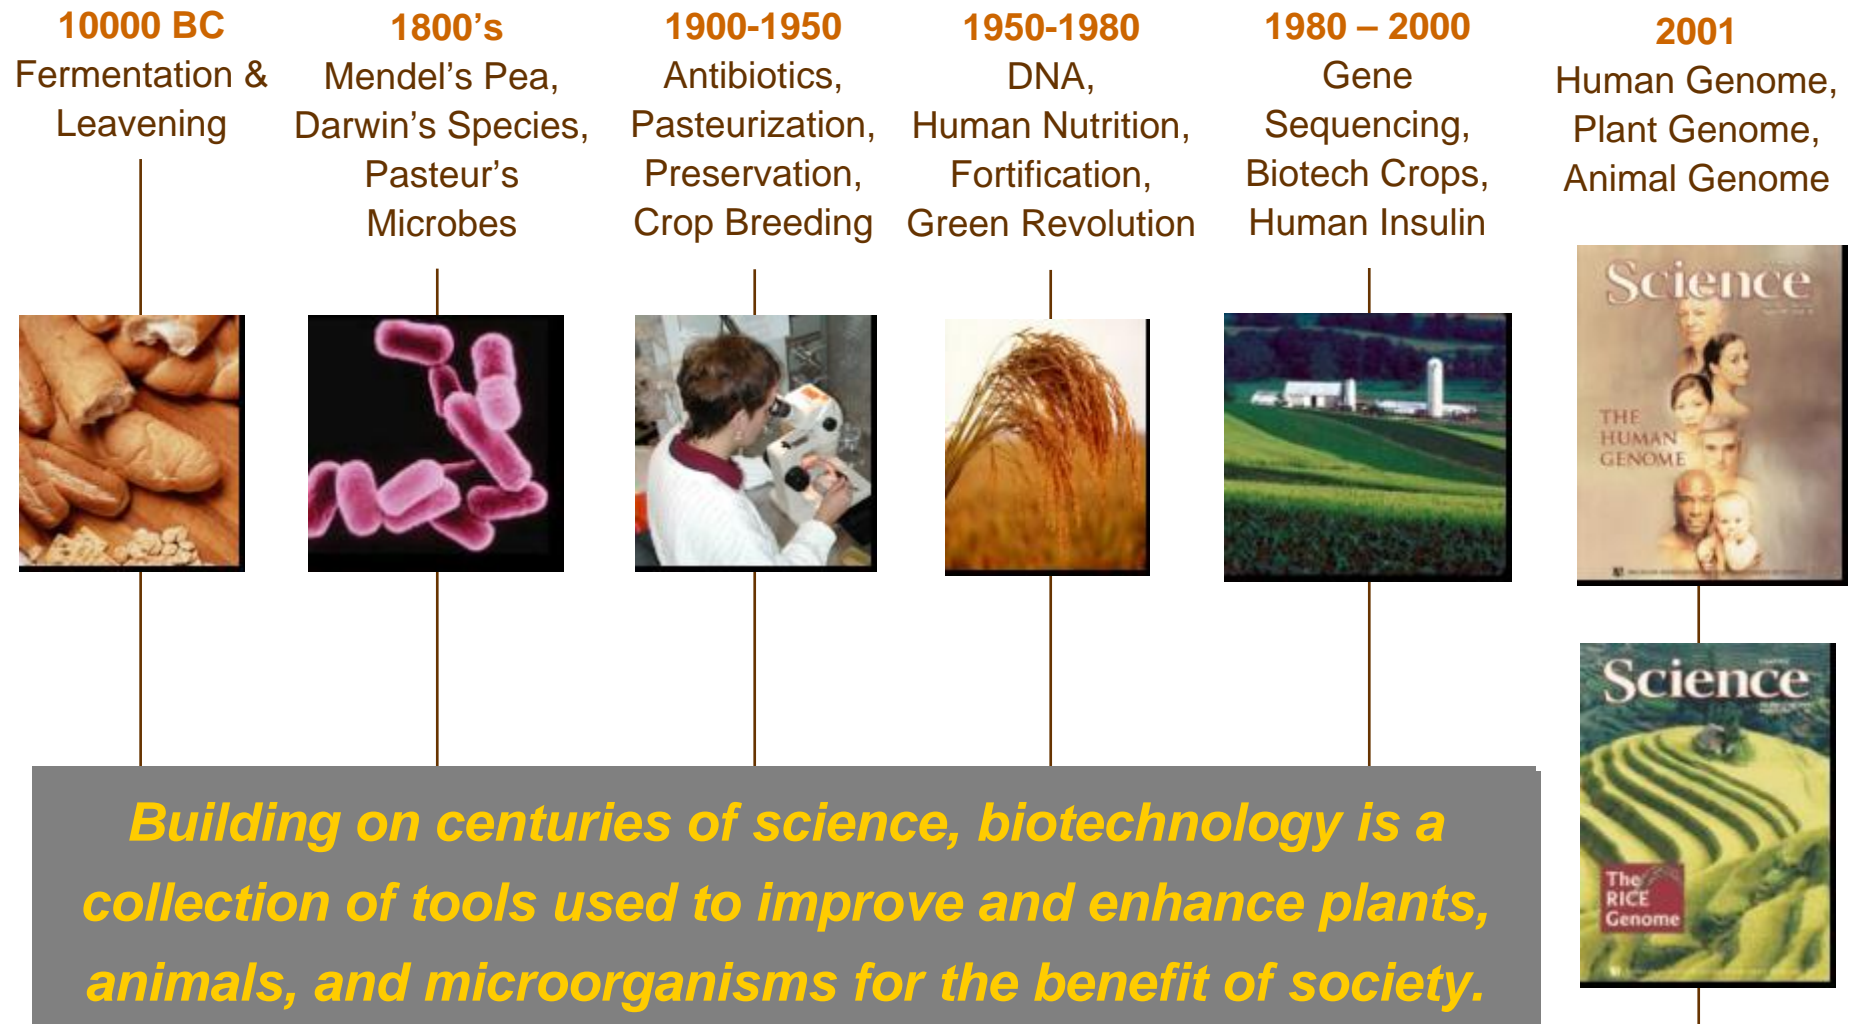 10000 BC
Fermentation &
Leavening
1800's
Mendel's Pea,
Darwin's Species,
Pasteur's
Microbes
1900-1950
Antibiotics,
Pasteurization,
Preservation,
Crop Breeding
1950-1980
DNA,
Human Nutrition,
Fortification,
Green Revolution
1980 – 2000
Gene
Sequencing,
Biotech Crops,
Human Insulin
2001
Human Genome,
Plant Genome,
Animal Genome
Science
THE
HUMAN
GENOME
Science
The
RICE
Genome
Building on centuries of science, biotechnology is a
collection of tools used to improve and enhance plants,
animals, and microorganisms for the benefit of society.